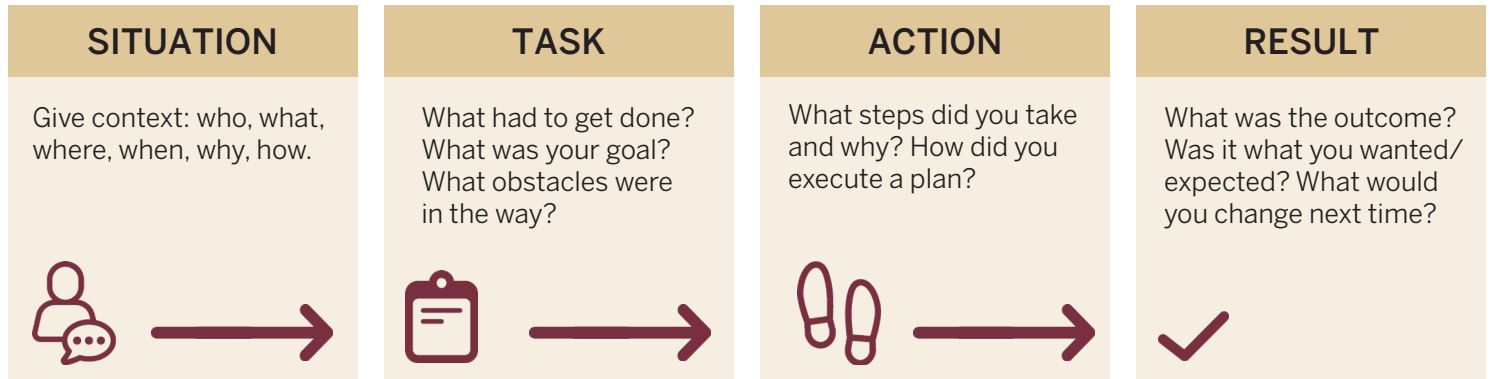 SITUATION
Give context: who, what,
where, when, why, how.
TASK
What had to get done?
What was your goal?
What obstacles were
in the way?
ACTION
What steps did you take
and why? How did you
execute a plan?
RESULT
What was the outcome?
Was it what you wanted/
expected? What would
you change next time?